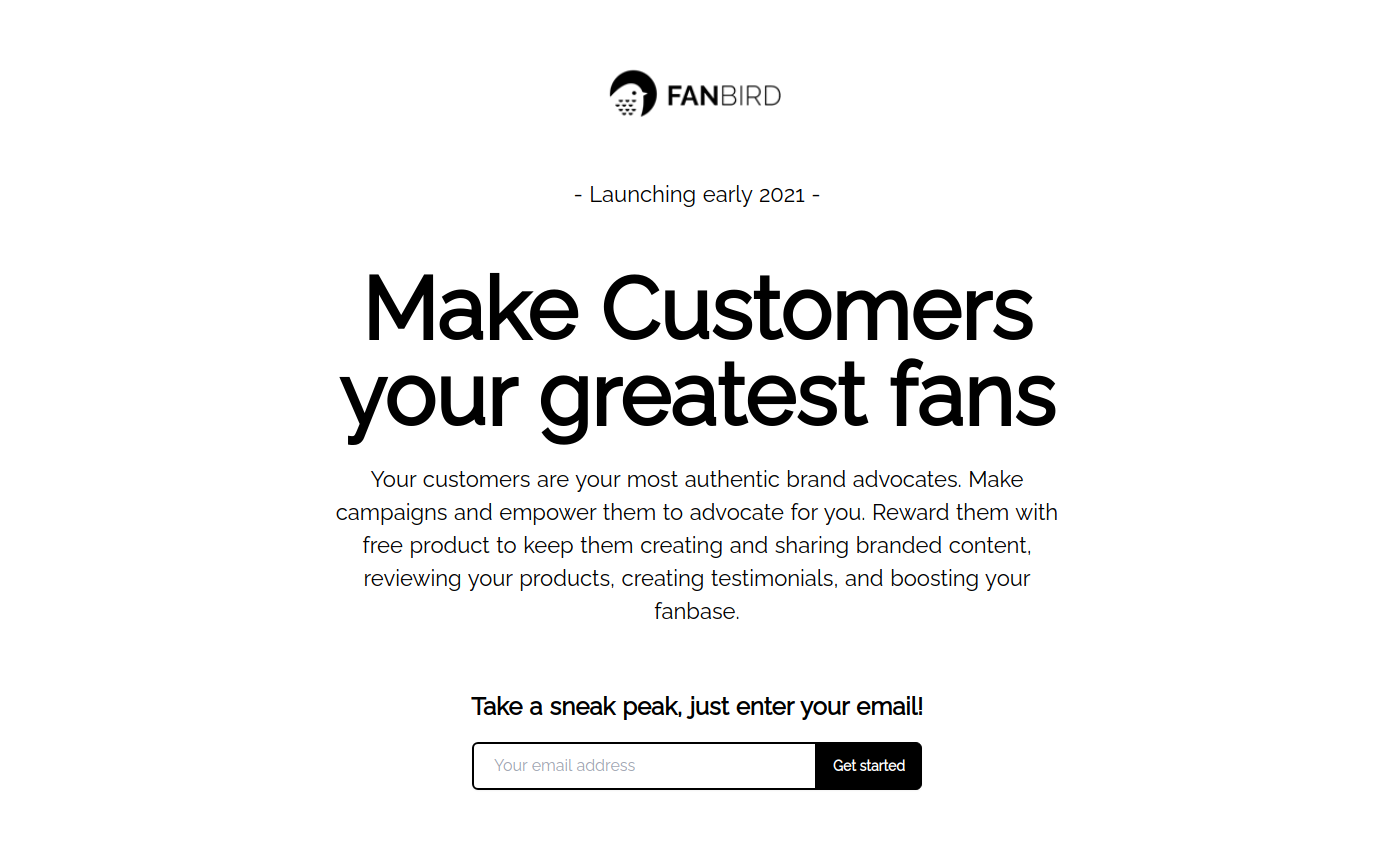 FANBIRD
- Launching early 2021 -
Make Customers
your greatest fans
Your customers are your most authentic brand advocates. Make
campaigns and empower them to advocate for you. Reward them with
free product to keep them creating and sharing branded content,
reviewing your products, creating testimonials, and boosting your
fanbase.
Take a sneak peak, just enter your email!
Your email address
Get started